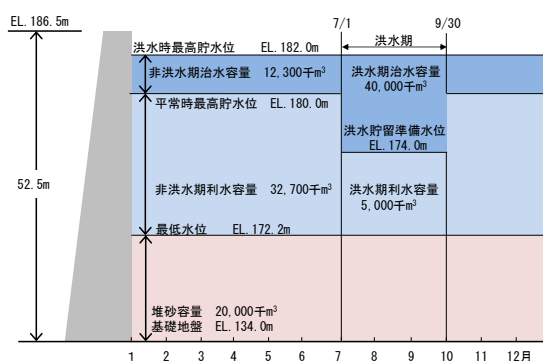 EL.186.5m
7/1
9/30
洪水期
洪水時最高貯水位 EL.182.0m
非洪水期治水容量 12,300千m³
洪水期治水容量
40,000千m³
平常時最高貯水位 EL.180.0m
洪水貯留準備水位
EL.174.0m
52.5m
非洪水期利水容量 32,700千m³
洪水期利水容量
5,000千m³
最低水位 EL.172.2m
堆砂容量 20,000千m³
基礎地盤 EL.134.0m
1 2 3 4 5 6 7 8 9 10 11 12月